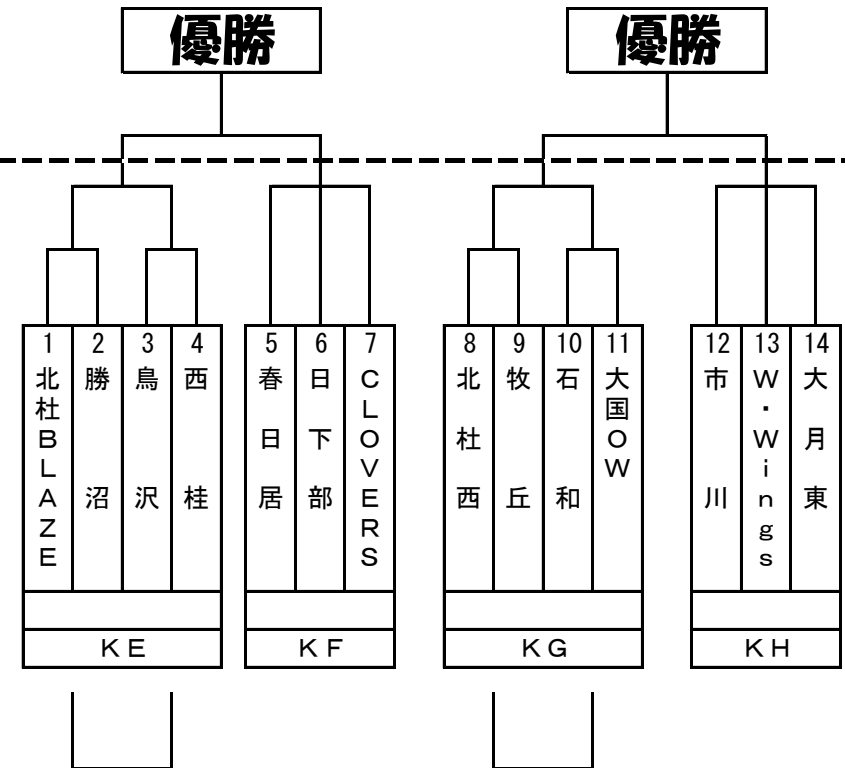 優勝
優勝
1
北杜BLAZE
2
勝沼
3
鳥沢
4
西桂
5
春日居
6
日下部
7
CLOVERS
8
北杜西
9
牧丘
10
石和
11
大国OW
12
市川
13
W・Wings
14
大月東
KE
KF
KG
KH